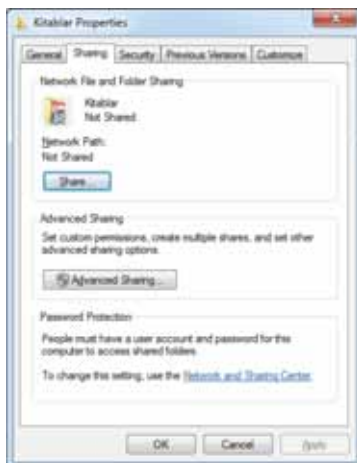 Kitablar Properties
General Sharing Security Previous Versions Customize
Network File and Folder Sharing
Kitablar
Not Shared
Network Path:
Not Shared
Share...
Advanced Sharing
Set custom permissions, create multiple shares, and set other
advanced sharing options.
Advanced Sharing...
Password Protection
People must have a user account and password for this
computer to access shared folders.
To change this setting, use the Network and Sharing Center.
OK Cancel Apply